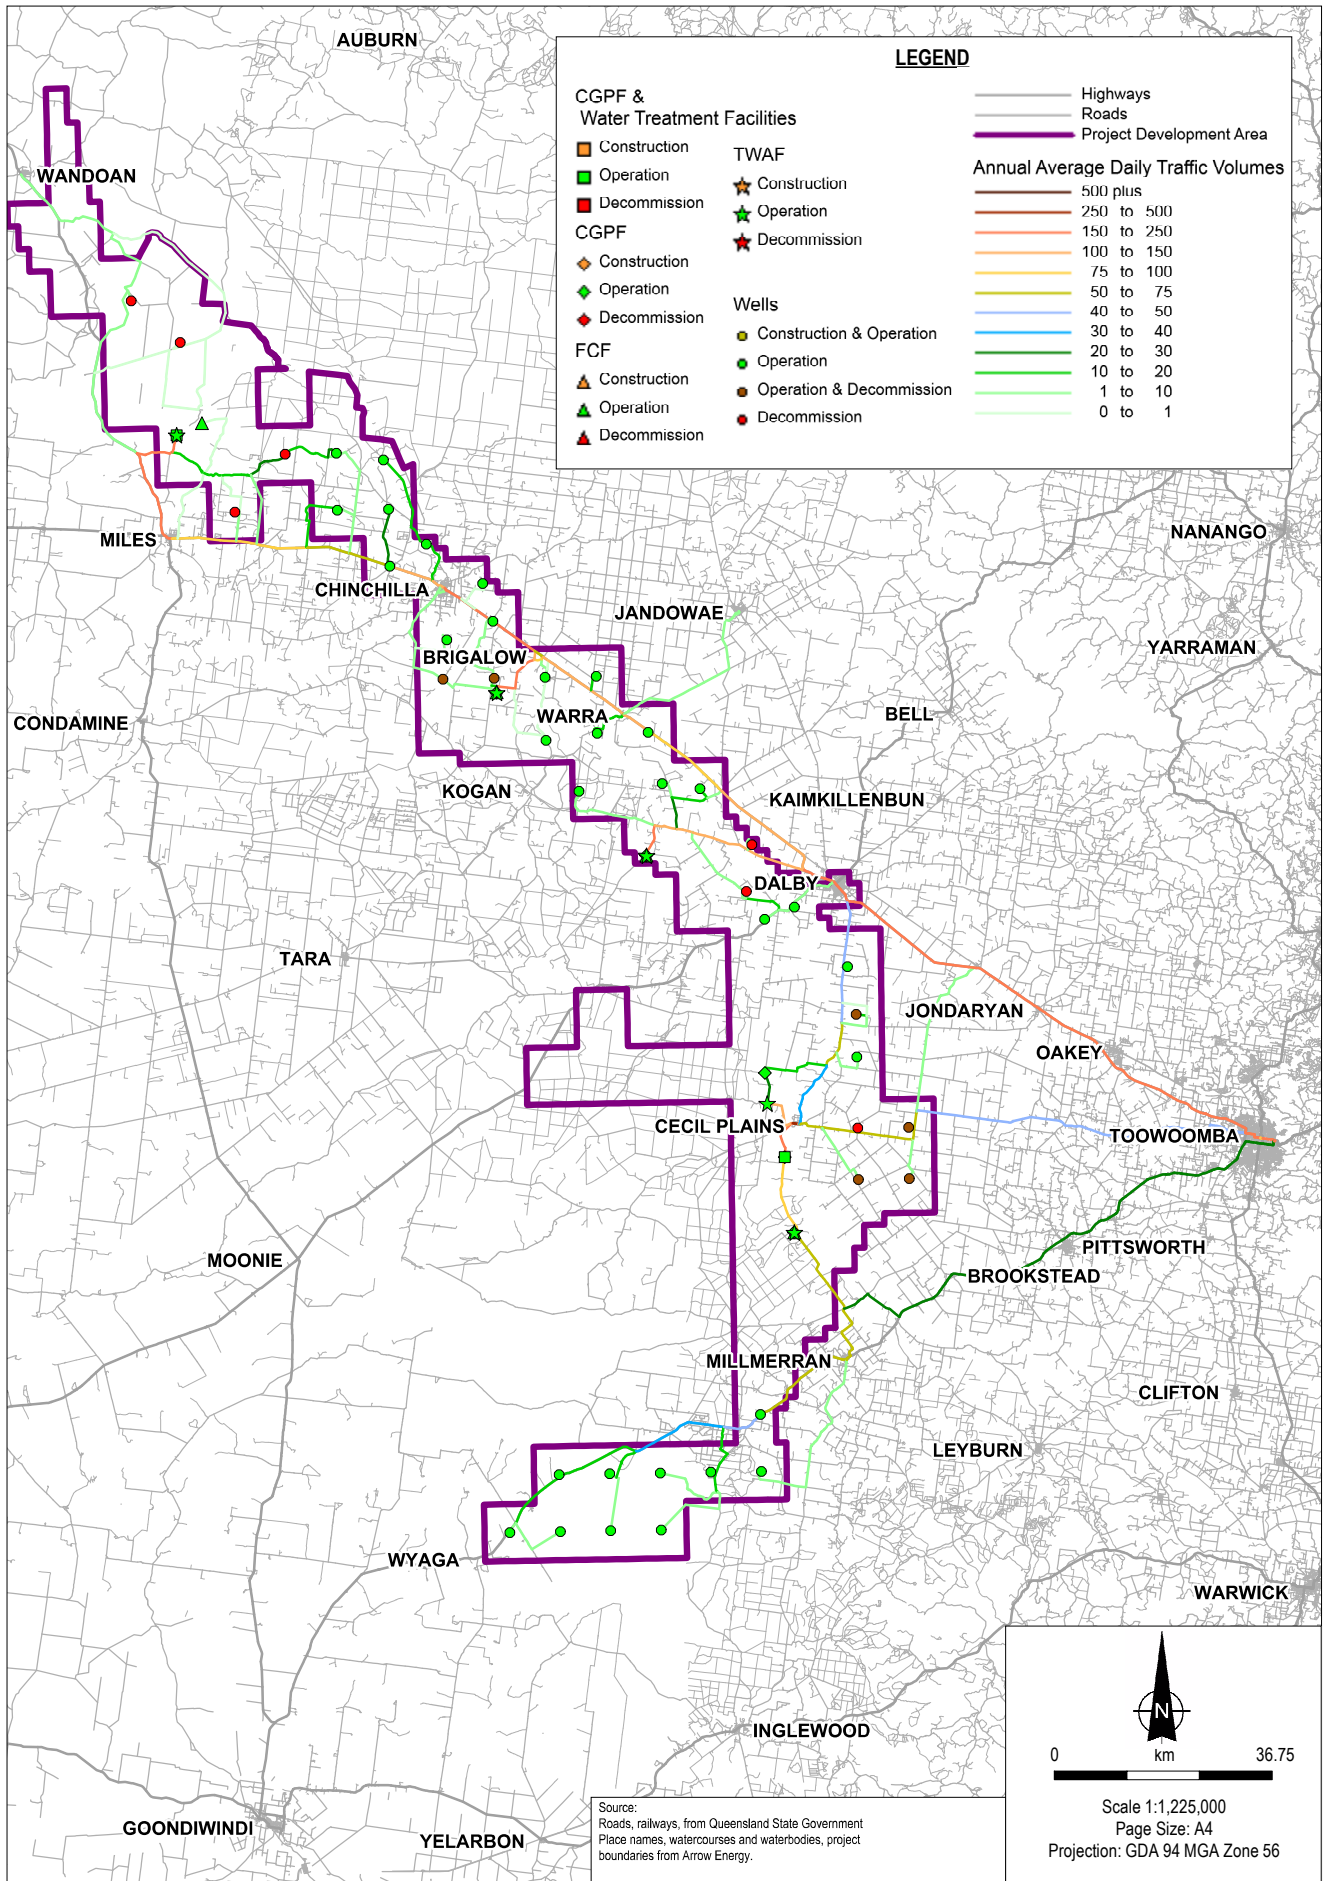 AUBURN
LEGEND
CGPF &
Water Treatment Facilities
Construction
Operation
Decommission
CGPF
Construction
Operation
Decommission
FCF
Construction
Operation
Decommission
TWAF
Construction
Operation
Decommission
Wells
Construction & Operation
Operation
Operation & Decommission
Decommission
Highways
Roads
Project Development Area
Annual Average Daily Traffic Volumes
500 plus
250 to 500
150 to 250
100 to 150
75 to 100
50 to 75
40 to 50
30 to 40
20 to 30
10 to 20
1 to 10
0 to 1
WANDOAN
NANANGO
MILES
CHINCHILLA
JANDOWAE
YARRAMAN
BRIGALOW
BELL
WARRA
CONDAMINE
KOGAN
KAIMKILLENBUN
DALBY
TARA
JONDARYAN
OAKEY
CECIL PLAINS
TOOWOOMBA
PITTSWORTH
MOONIE
BROOKSTEAD
MILLMERRAN
CLIFTON
LEYBURN
WYAGA
WARWICK
INGLEWOOD
GOONDIWINDI
YELARBON
N
0 km 36.75
Scale 1:1,225,000
Page Size: A4
Projection: GDA 94 MGA Zone 56
Source:
Roads, railways, from Queensland State Government
Place names, watercourses and waterbodies, project
boundaries from Arrow Energy.